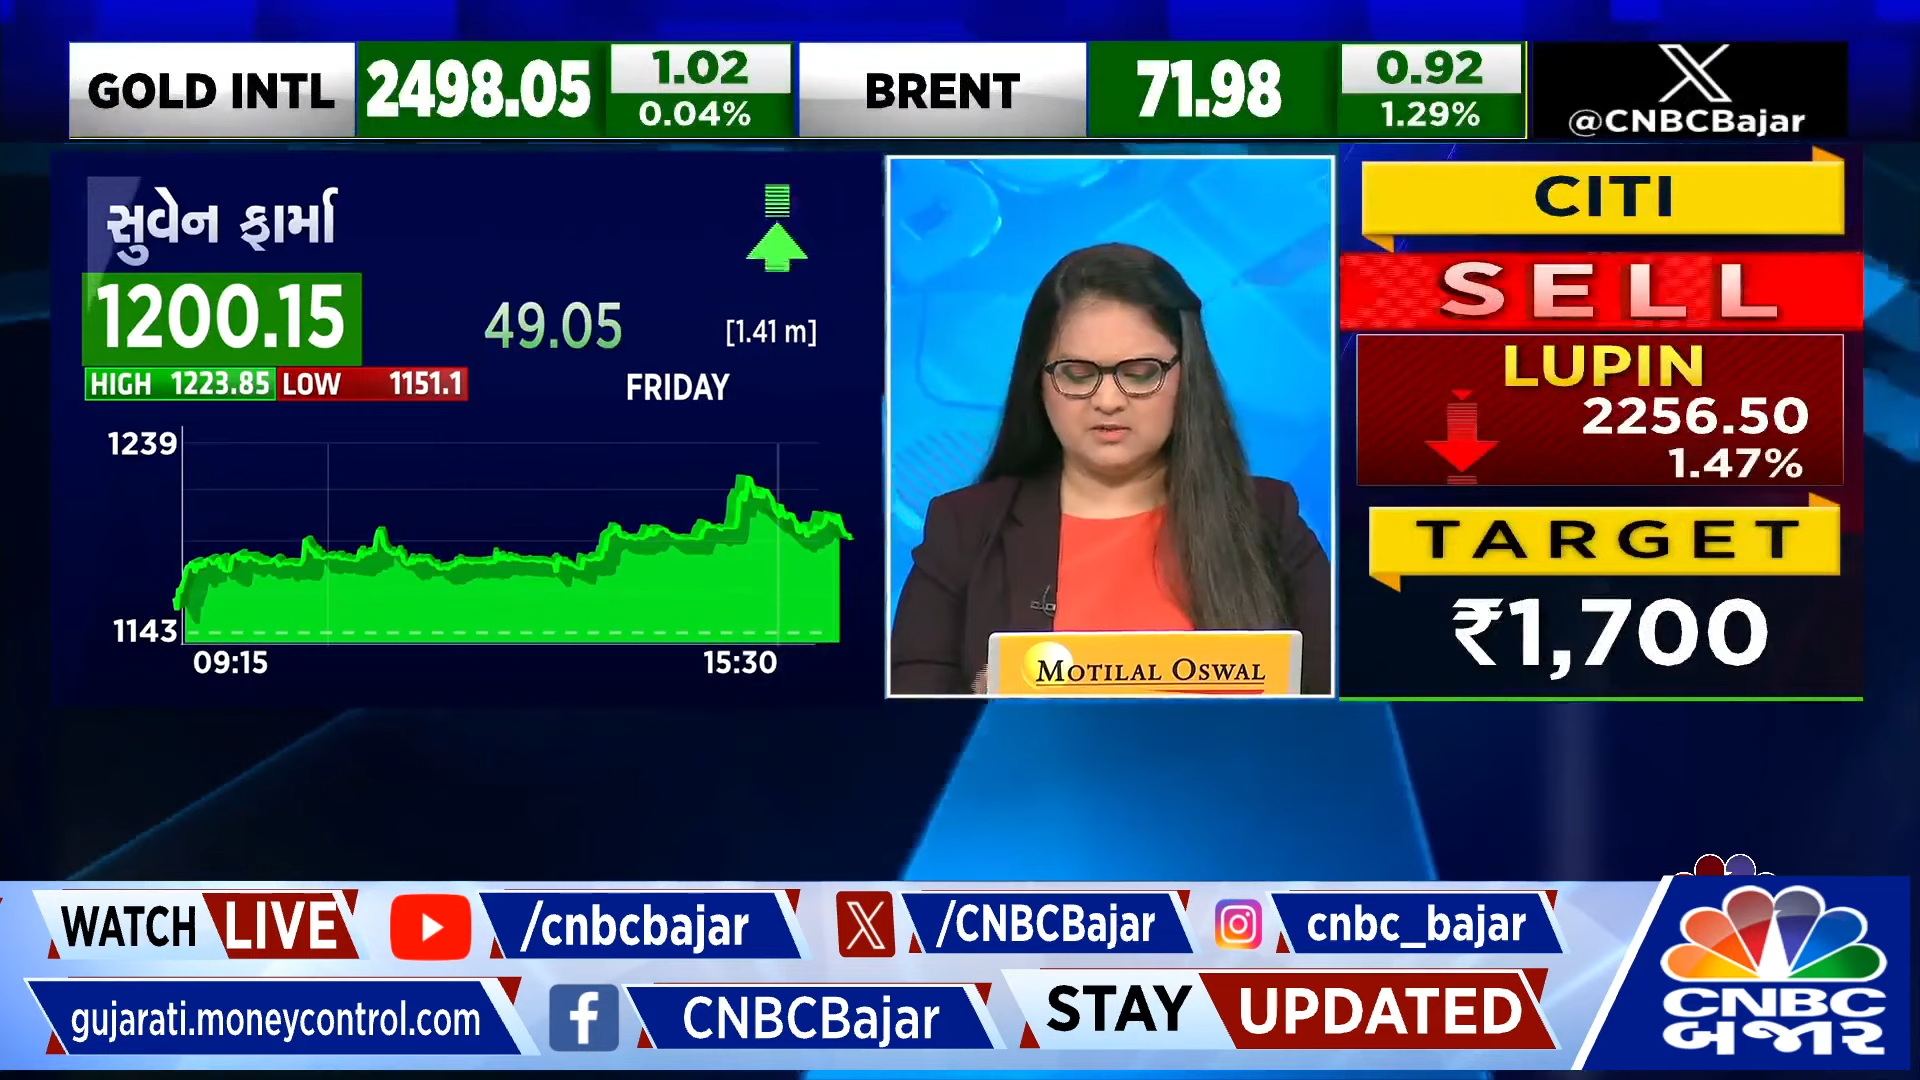 GOLD INTL 2498.05 1.02 0.04% BRENT 71.98 0.92 1.29%
@CNBCBajar
સુવેન ફાર્મા
1200.15 49.05 [1.41 m]
HIGH 1223.85 LOW 1151.1 FRIDAY
1239
1143
09:15 15:30
MOTILAL OSWAL
CITI
SELL
LUPIN
2256.50
1.47%
TARGET
₹1,700
WATCH LIVE /cnbcbajar /CNBCBajar cnbc_bajar
gujarati.moneycontrol.com CNBCBajar STAY UPDATED
CNBC
બજાર